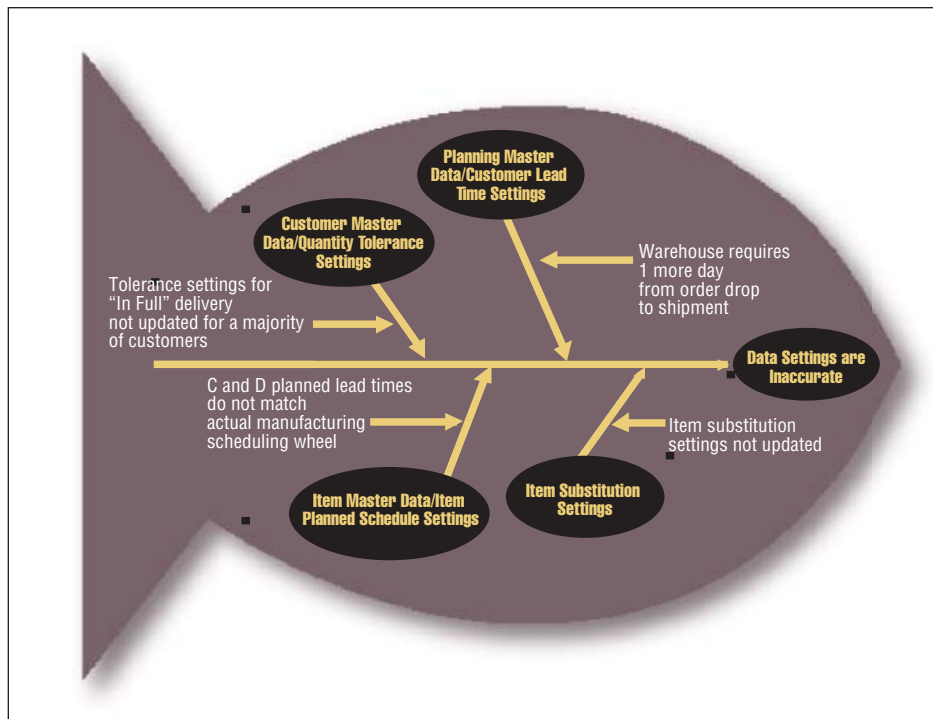 Planning Master
Data/Customer Lead
Time Settings
Customer Master
Data/Quantity Tolerance
Settings
Warehouse requires
1 more day
from order drop
to shipment
Tolerance settings for
“In Full” delivery
not updated for a majority
of customers
Data Settings are
Inaccurate
C and D planned lead times
do not match
actual manufacturing
scheduling wheel
Item substitution
settings not updated
Item Master Data/Item
Planned Schedule Settings
Item Substitution
Settings